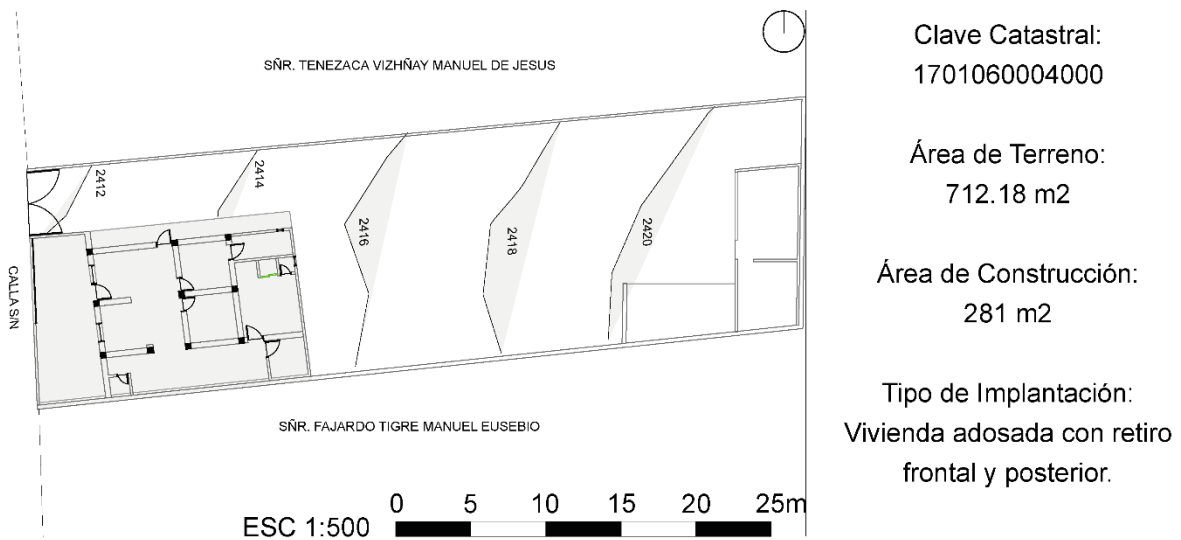 SÑR. TENEZACA VIZHÑAY MANUEL DE JESUS
2412
2414
2416
2418
2420
CALLA S/N
SÑR. FAJARDO TIGRE MANUEL EUSEBIO
ESC 1:500
0 5 10 15 20 25m
Clave Catastral:
1701060004000
Área de Terreno:
712.18 m2
Área de Construcción:
281 m2
Tipo de Implantación:
Vivienda adosada con retiro
frontal y posterior.